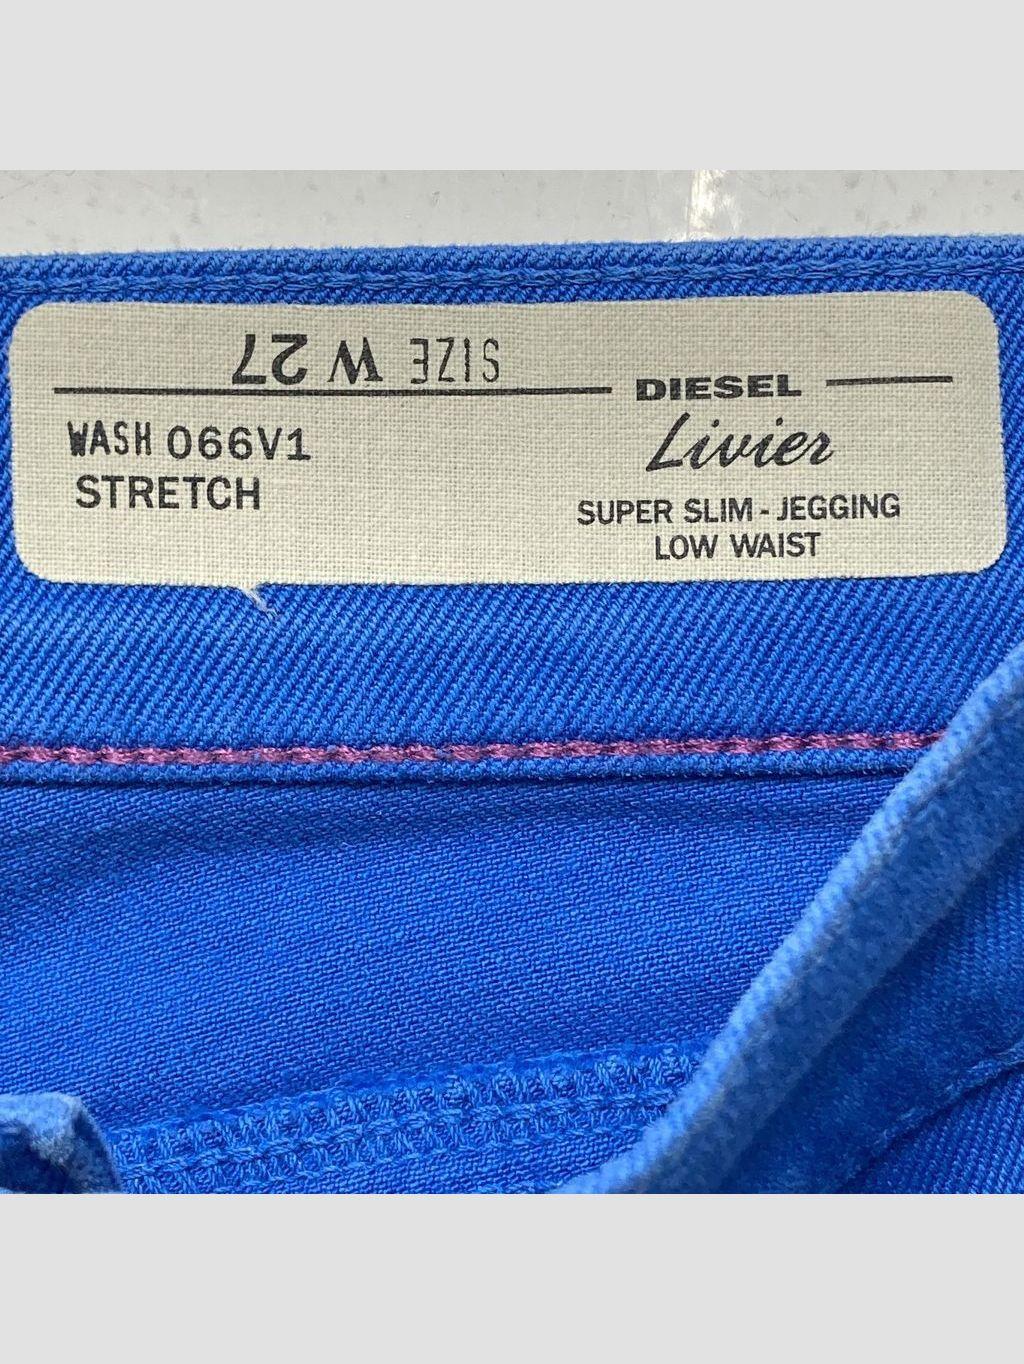 SIZE W 27
DIESEL
Livier
WASH 066V1
STRETCH
SUPER SLIM - JEGGING
LOW WAIST